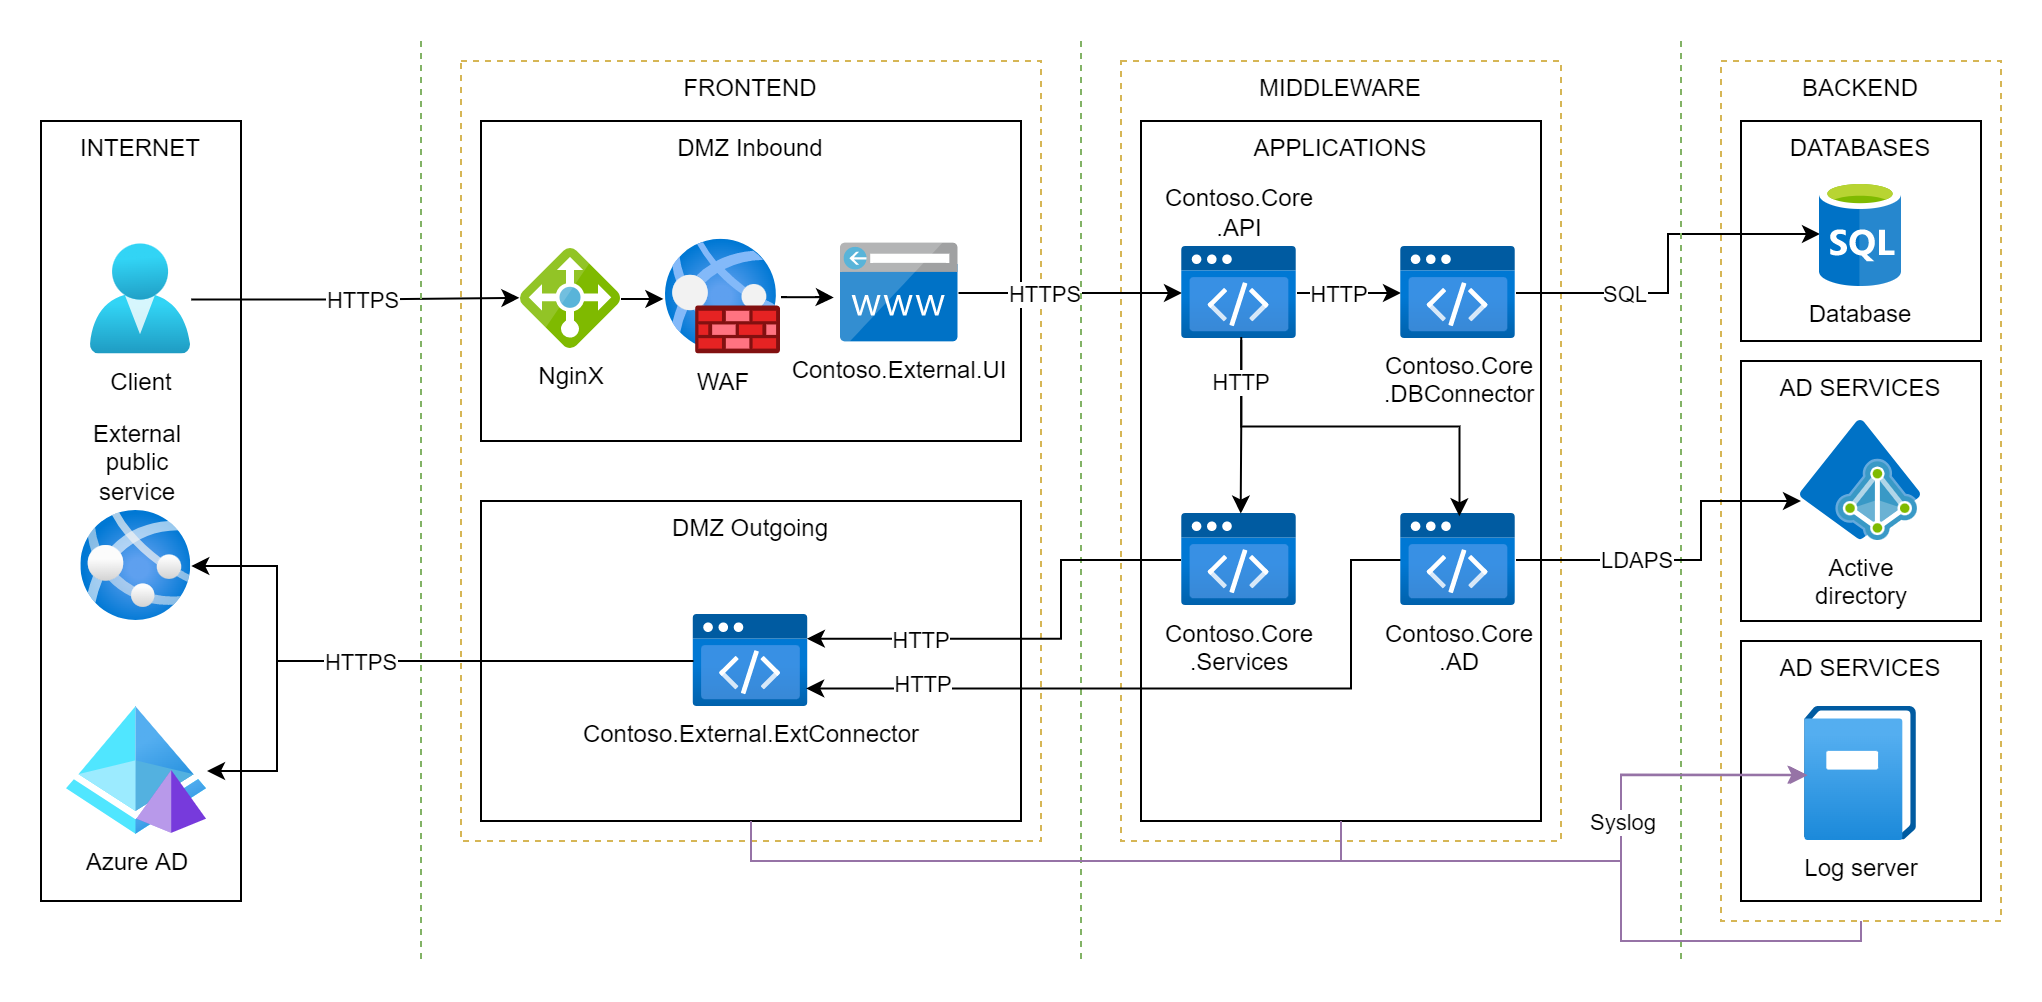 FRONTEND
MIDDLEWARE
BACKEND
INTERNET
DMZ Inbound
APPLICATIONS
DATABASES
Contoso.Core
.API
SQL
WWW
HTTPS
HTTPS
HTTP
SQL
Database
Client
NginX
WAF
Contoso.External.UI
HTTP
Contoso.Core
.DBConnector
AD SERVICES
External
public
service
DMZ Outgoing
LDAPS
Active
directory
HTTP
Contoso.Core
.Services
Contoso.Core
.AD
HTTPS
HTTP
AD SERVICES
Contoso.External.ExtConnector
Syslog
Azure AD
Log server